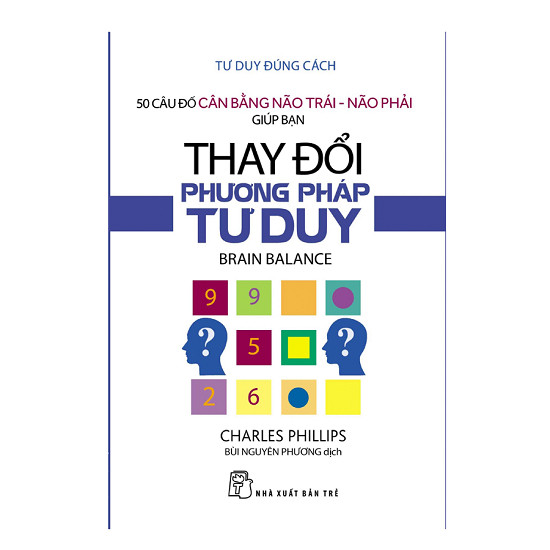 TƯ DUY ĐÚNG CÁCH
50 CÂU ĐỐ CÂN BẰNG NÃO TRÁI - NÃO PHẢI
GIÚP BẠN
THAY ĐỔI
PHƯƠNG PHÁP
TƯ DUY
BRAIN BALANCE
9 9
? 5 ?
2 6
CHARLES PHILLIPS
BÙI NGUYÊN PHƯƠNG dịch
NHÀ XUẤT BẢN TRẺ